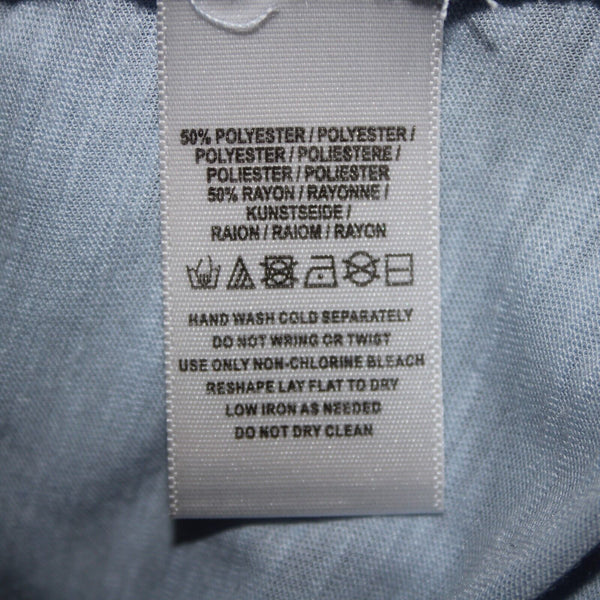 50% POLYESTER / POLYESTER /
POLYESTER / POLIESTERE /
POLIESTER / POLIESTER
50% RAYON / RAYONNE /
KUNSTSEIDE /
RAION / RAIOM / RAYON
HAND WASH COLD SEPARATELY
DO NOT WRING OR TWIST
USE ONLY NON-CHLORINE BLEACH
RESHAPE LAY FLAT TO DRY
LOW IRON AS NEEDED
DO NOT DRY CLEAN